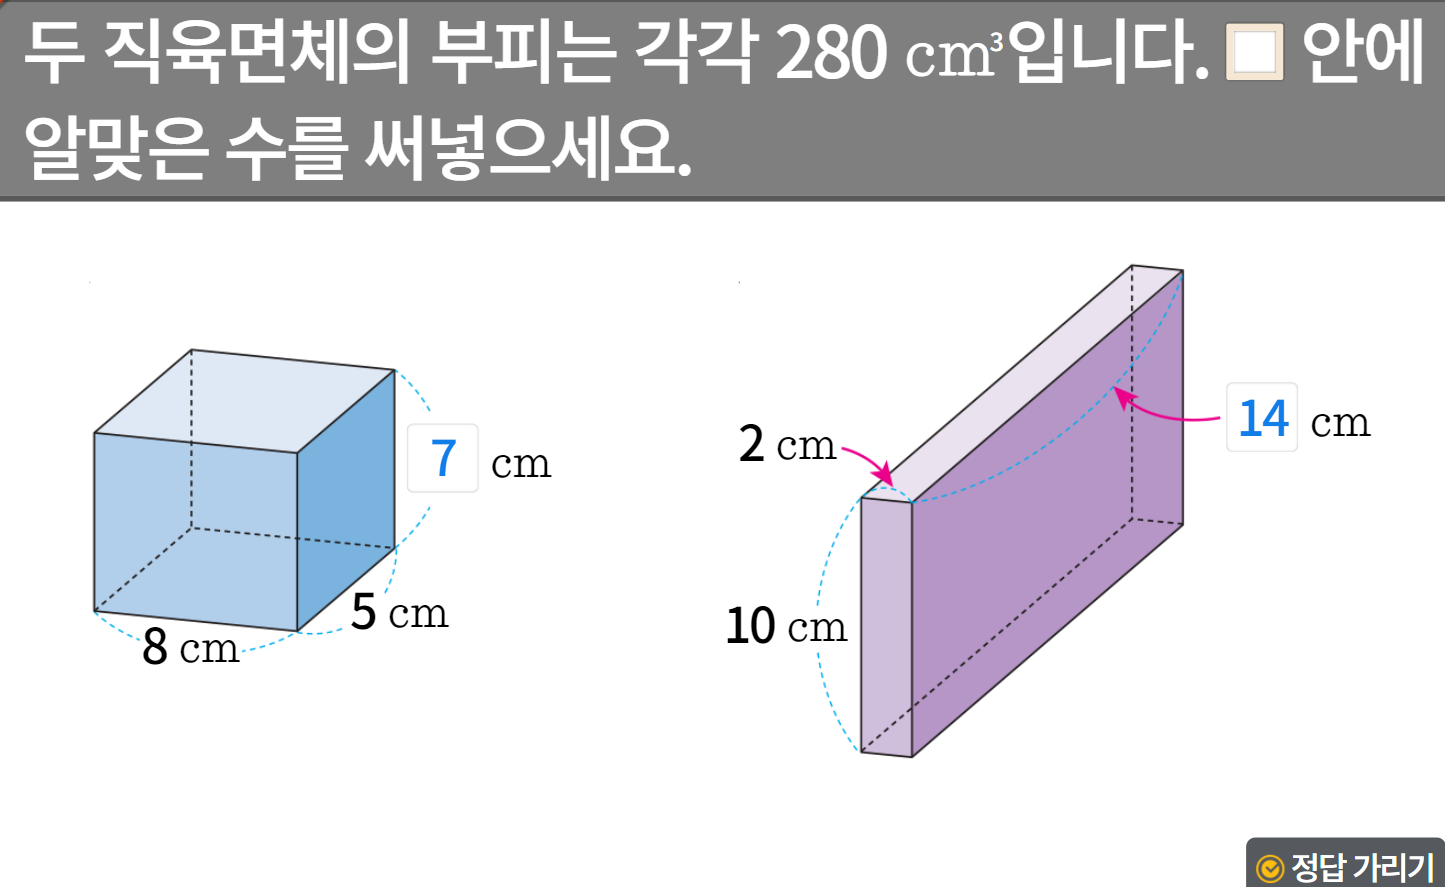 두 직육면체의 부피는 각각 280 cm³입니다. □ 안에
알맞은 수를 써넣으세요.
7 cm
5 cm
8 cm
2 cm
14 cm
10 cm
정답 가리기